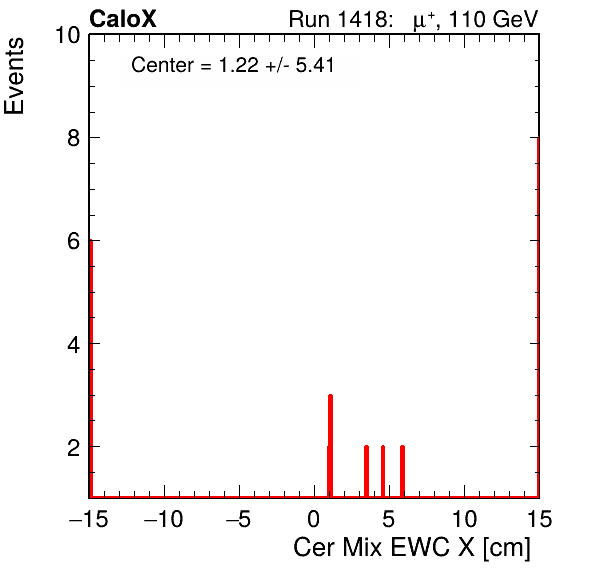 CaloX Run 1418: μ⁺, 110 GeV
Center = 1.22 +/- 5.41
Events
10
8
6
4
2
−15 −10 −5 0 5 10 15
Cer Mix EWC X [cm]